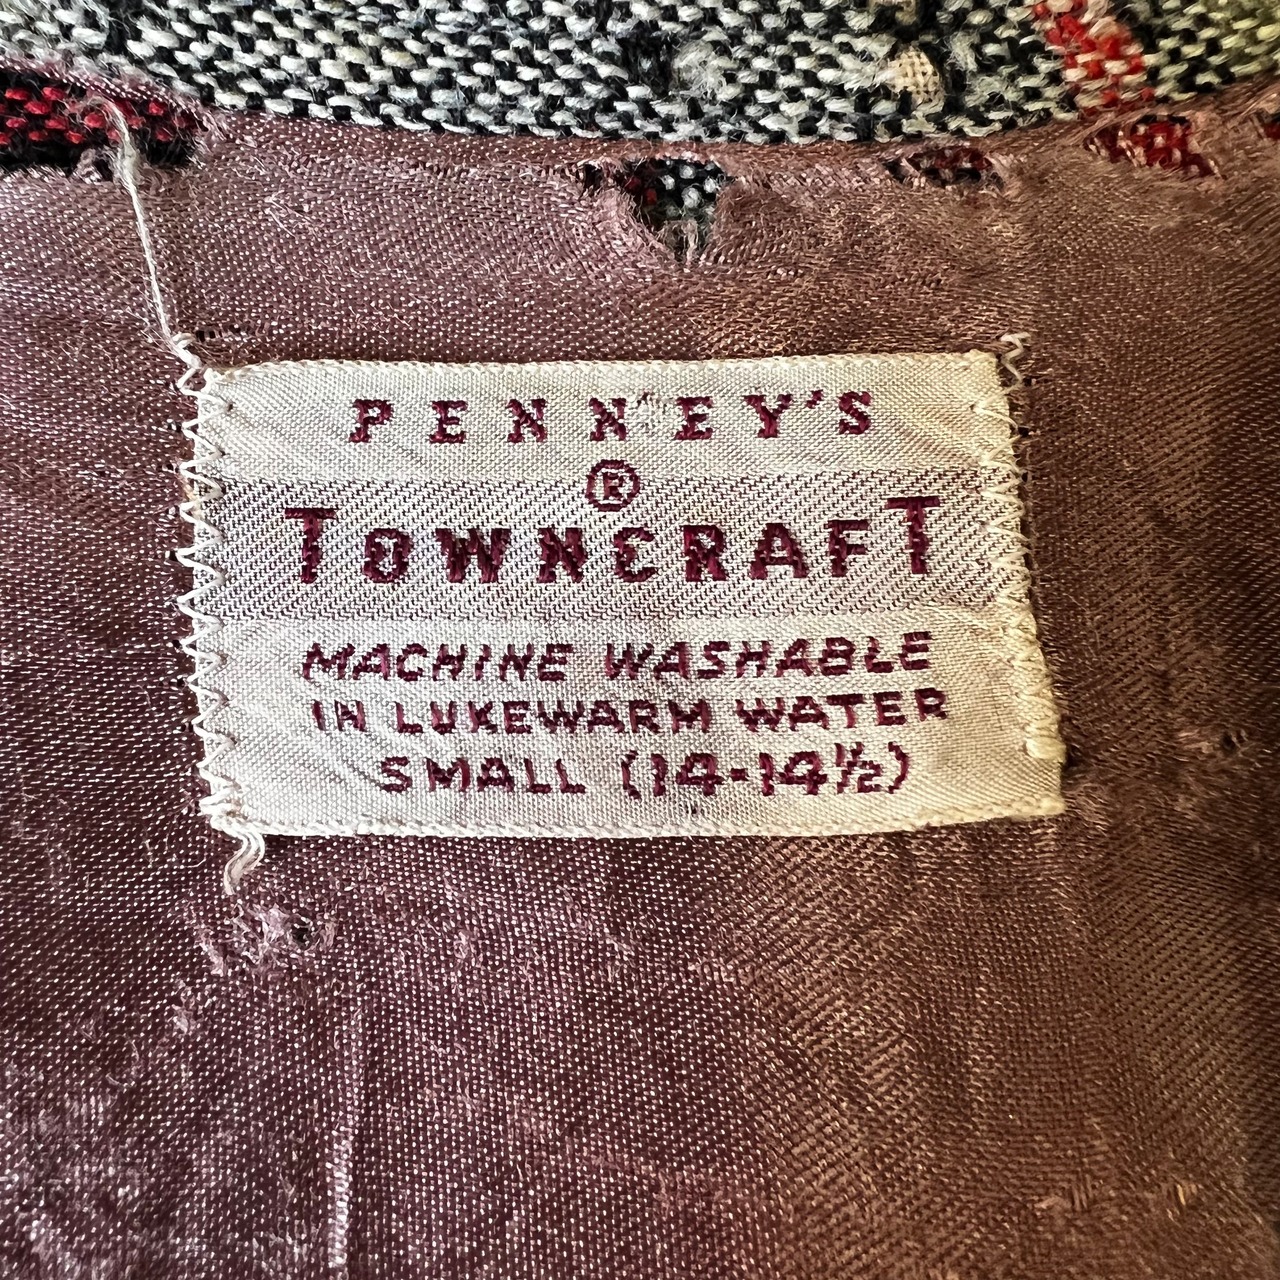 PENNEY'S
®
TOWNCRAFT
MACHINE WASHABLE
IN LUKEWARM WATER
SMALL (14-14½)